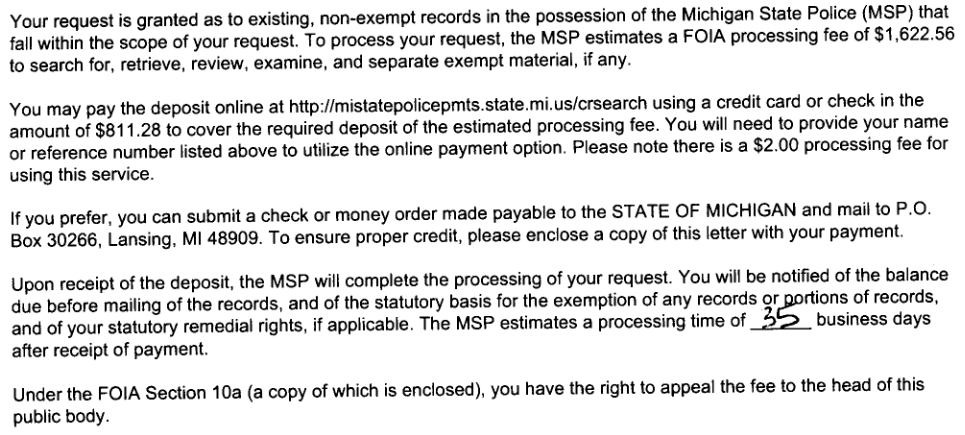 Your request is granted as to existing, non-exempt records in the possession of the Michigan State Police (MSP) that
fall within the scope of your request. To process your request, the MSP estimates a FOIA processing fee of $1,622.56
to search for, retrieve, review, examine, and separate exempt material, if any.
You may pay the deposit online at http://mistatepolicepmts.state.mi.us/crsearch using a credit card or check in the
amount of $811.28 to cover the required deposit of the estimated processing fee. You will need to provide your name
or reference number listed above to utilize the online payment option. Please note there is a $2.00 processing fee for
using this service.
If you prefer, you can submit a check or money order made payable to the STATE OF MICHIGAN and mail to P.O.
Box 30266, Lansing, MI 48909. To ensure proper credit, please enclose a copy of this letter with your payment.
Upon receipt of the deposit, the MSP will complete the processing of your request. You will be notified of the balance
due before mailing of the records, and of the statutory basis for the exemption of any records or portions of records,
and of your statutory remedial rights, if applicable. The MSP estimates a processing time of 35 business days
after receipt of payment.
Under the FOIA Section 10a (a copy of which is enclosed), you have the right to appeal the fee to the head of this
public body.